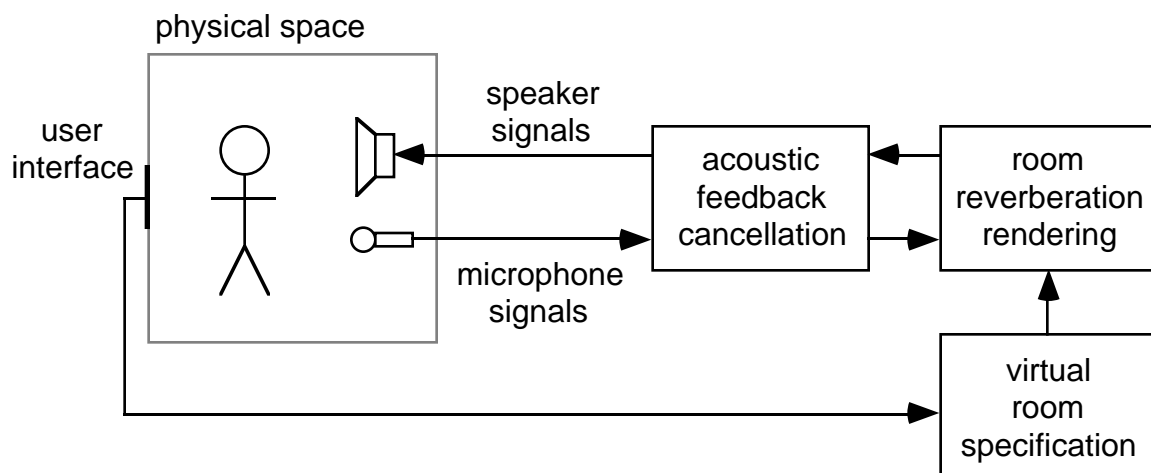 physical space
user
interface
speaker
signals
microphone
signals
acoustic
feedback
cancellation
room
reverberation
rendering
virtual
room
specification